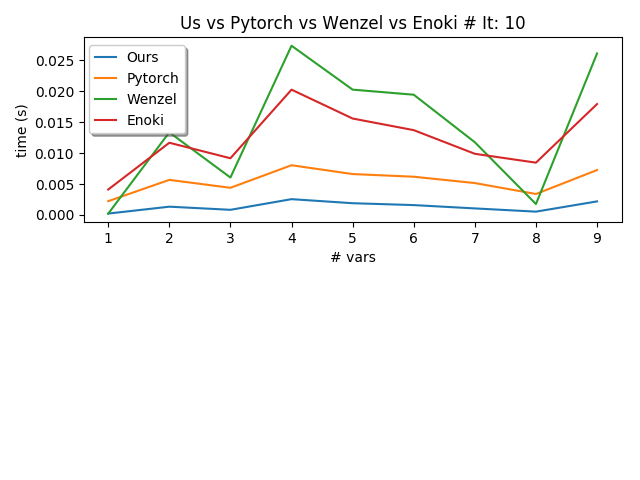 Us vs Pytorch vs Wenzel vs Enoki # It: 10
Ours
Pytorch
Wenzel
Enoki
time (s)
0.025
0.020
0.015
0.010
0.005
0.000
1 2 3 4 5 6 7 8 9
# vars